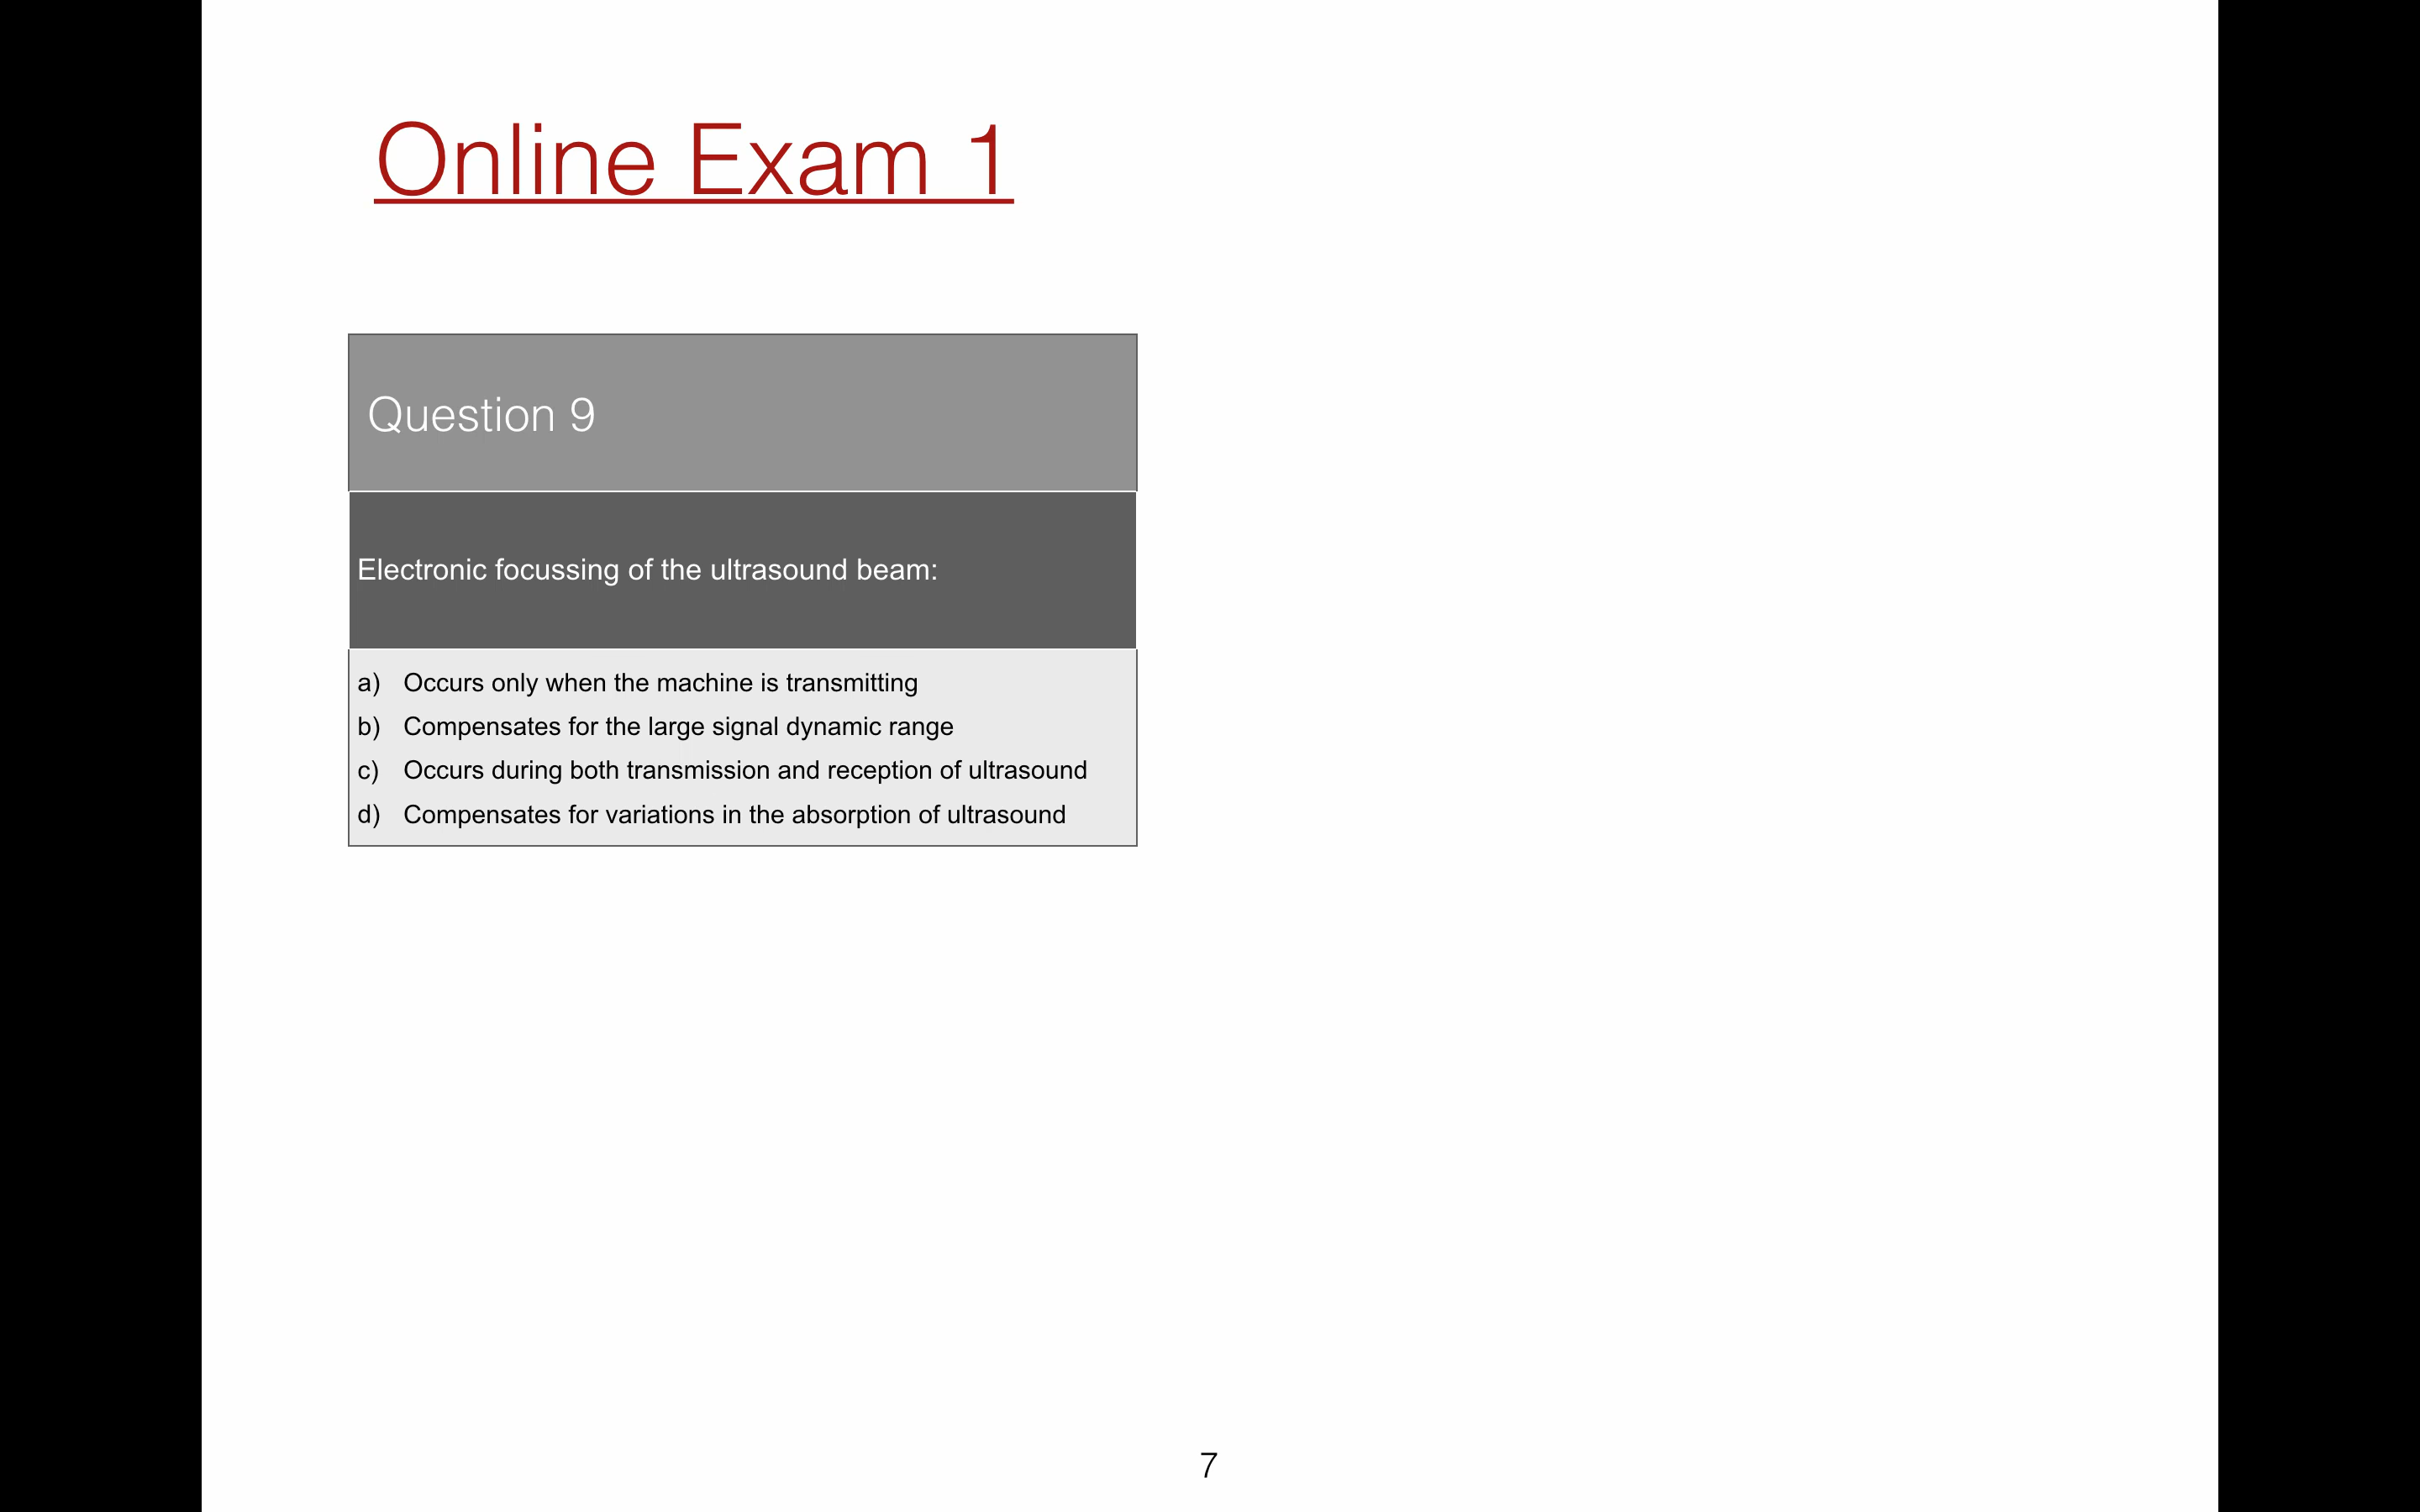 Online Exam 1
Question 9
Electronic focussing of the ultrasound beam:
a) Occurs only when the machine is transmitting
b) Compensates for the large signal dynamic range
c) Occurs during both transmission and reception of ultrasound
d) Compensates for variations in the absorption of ultrasound
7